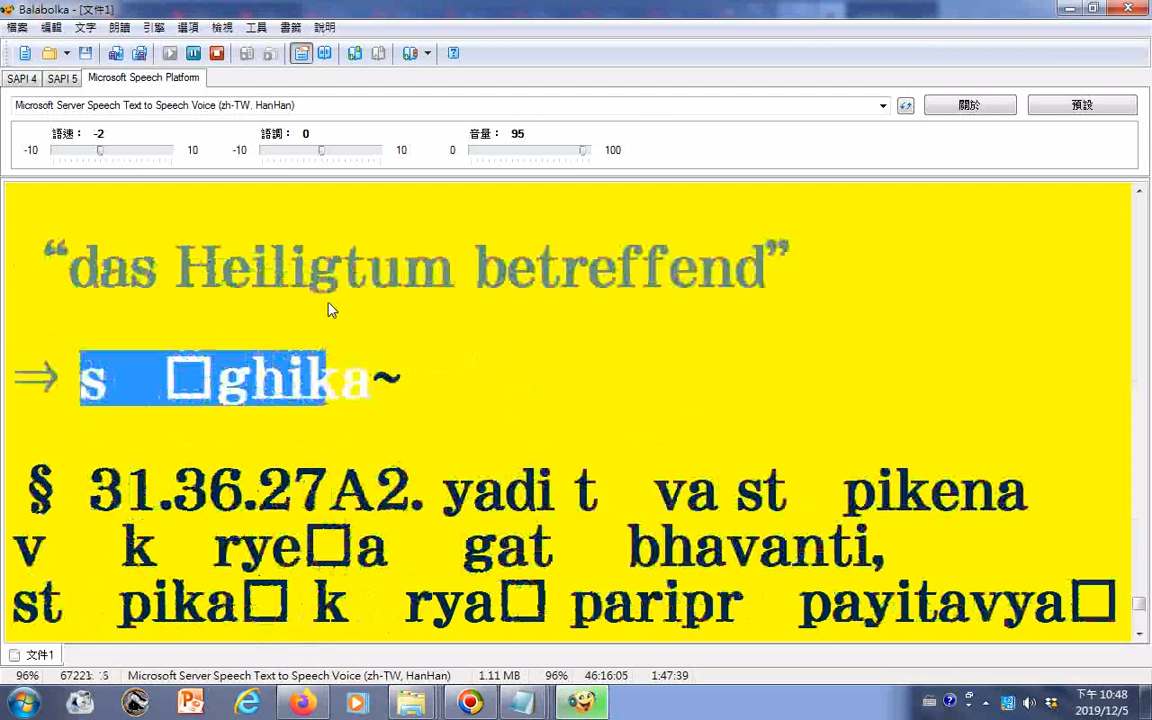 Balabolka - [文件1]
檔案 編輯 文字 朗讀 引擎 選項 檢視 工具 書籤 說明
SAPI 4 SAPI 5 Microsoft Speech Platform
Microsoft Server Speech Text to Speech Voice (zh-TW, HanHan) 關於 預設
語速： -2 語調： 0 音量： 95
-10 10 -10 10 0 100
“das Heiligtum betreffend”
⇒ s □ghika~
§ 31.36.27A2. yadi t va st pikena
v k rye□a gat bhavanti,
st pika□ k rya□ paripr payitavya□
文件1
96% Microsoft Server Speech Text to Speech Voice (zh-TW, HanHan) 1.11 MB 96% 46:16:05 1:47:39
下午 10:48
2019/12/5